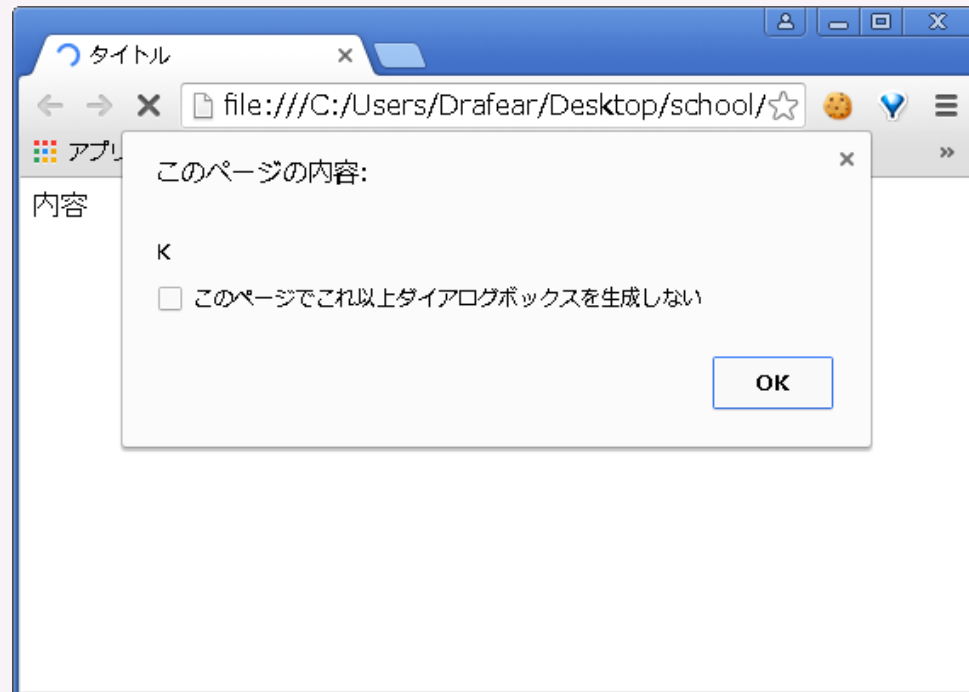 タイトル
file:///C:/Users/Drafear/Desktop/school/
アプリ
このページの内容:
内容
K
このページでこれ以上ダイアログボックスを生成しない
OK